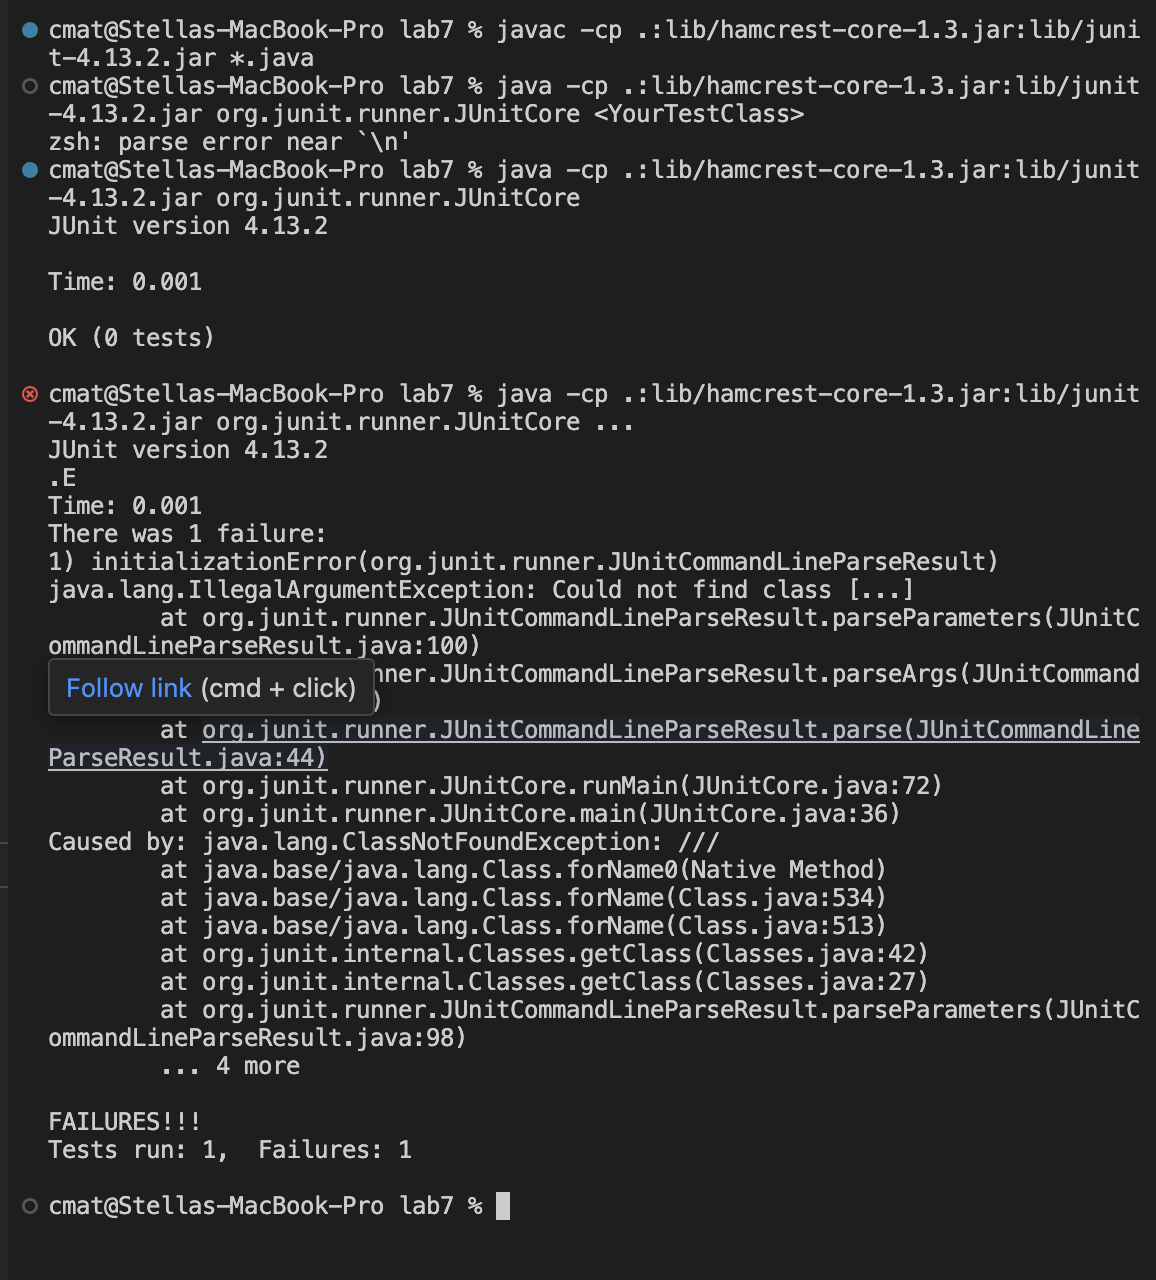 cmat@Stellas-MacBook-Pro lab7 % javac -cp .:lib/hamcrest-core-1.3.jar:lib/juni
t-4.13.2.jar *.java
cmat@Stellas-MacBook-Pro lab7 % java -cp .:lib/hamcrest-core-1.3.jar:lib/junit
-4.13.2.jar org.junit.runner.JUnitCore <YourTestClass>
zsh: parse error near `\n'
cmat@Stellas-MacBook-Pro lab7 % java -cp .:lib/hamcrest-core-1.3.jar:lib/junit
-4.13.2.jar org.junit.runner.JUnitCore
JUnit version 4.13.2
Time: 0.001
OK (0 tests)
cmat@Stellas-MacBook-Pro lab7 % java -cp .:lib/hamcrest-core-1.3.jar:lib/junit
-4.13.2.jar org.junit.runner.JUnitCore ...
JUnit version 4.13.2
.E
Time: 0.001
There was 1 failure:
1) initializationError(org.junit.runner.JUnitCommandLineParseResult)
java.lang.IllegalArgumentException: Could not find class [...]
at org.junit.runner.JUnitCommandLineParseResult.parseParameters(JUnitC
ommandLineParseResult.java:100)
nner.JUnitCommandLineParseResult.parseArgs(JUnitCommand
Follow link (cmd + click)
)
at org.junit.runner.JUnitCommandLineParseResult.parse(JUnitCommandLine
ParseResult.java:44)
at org.junit.runner.JUnitCore.runMain(JUnitCore.java:72)
at org.junit.runner.JUnitCore.main(JUnitCore.java:36)
Caused by: java.lang.ClassNotFoundException: ///
at java.base/java.lang.Class.forName0(Native Method)
at java.base/java.lang.Class.forName(Class.java:534)
at java.base/java.lang.Class.forName(Class.java:513)
at org.junit.internal.Classes.getClass(Classes.java:42)
at org.junit.internal.Classes.getClass(Classes.java:27)
at org.junit.runner.JUnitCommandLineParseResult.parseParameters(JUnitC
ommandLineParseResult.java:98)
... 4 more
FAILURES!!!
Tests run: 1,  Failures: 1
cmat@Stellas-MacBook-Pro lab7 %